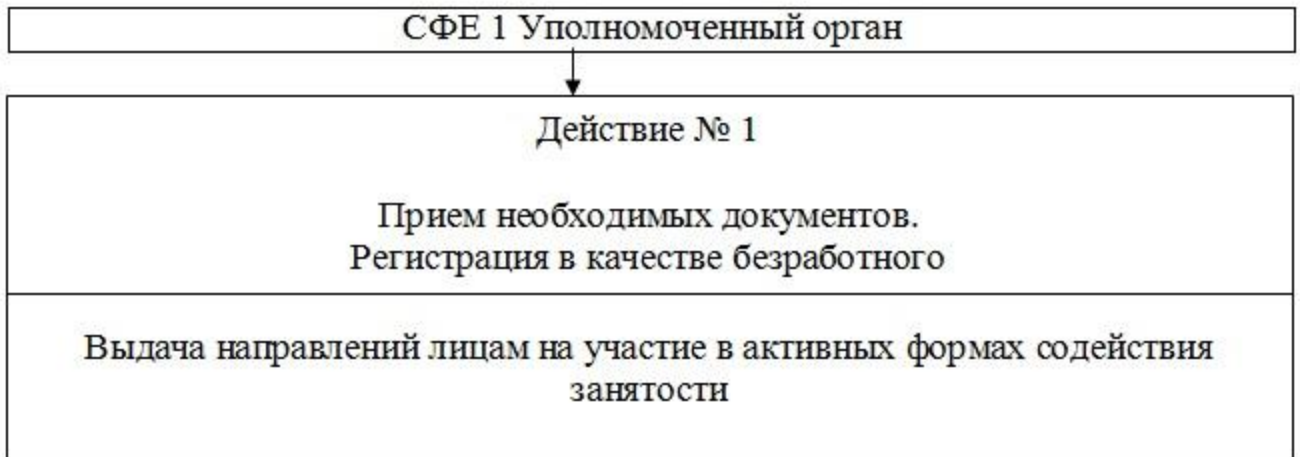 СФЕ 1 Уполномоченный орган
Действие № 1
Прием необходимых документов.
Регистрация в качестве безработного
Выдача направлений лицам на участие в активных формах содействия
занятости